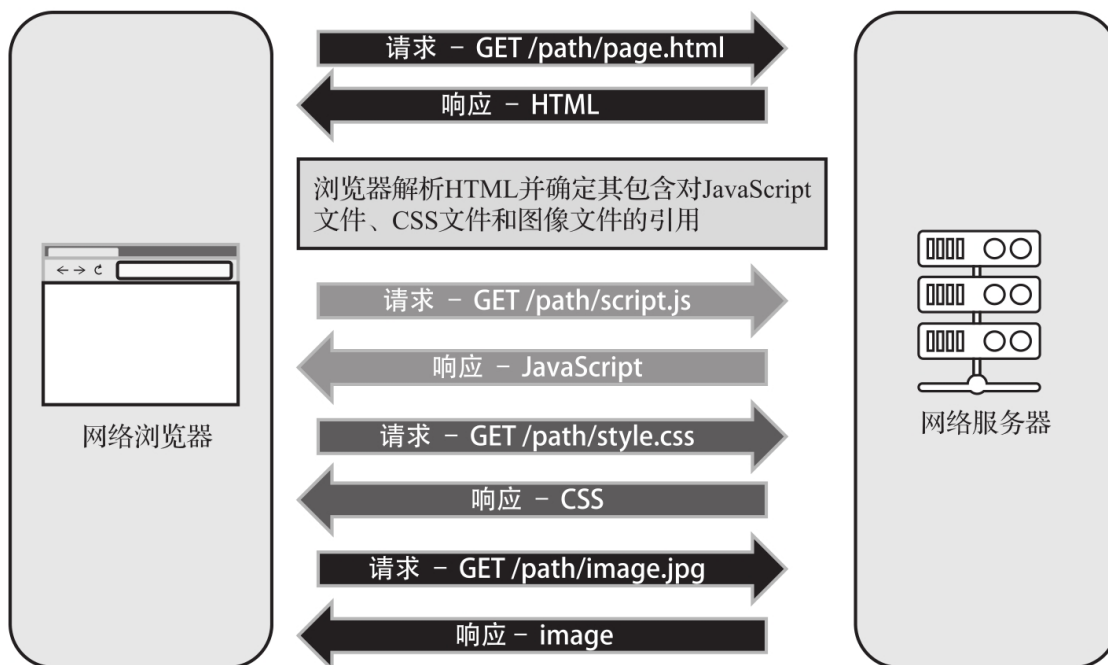 请求 - GET /path/page.html
响应 - HTML
浏览器解析HTML并确定其包含对JavaScript
文件、CSS文件和图像文件的引用
请求 - GET /path/script.js
响应 - JavaScript
网络浏览器
网络服务器
请求 - GET /path/style.css
响应 - CSS
请求 - GET /path/image.jpg
响应 - image